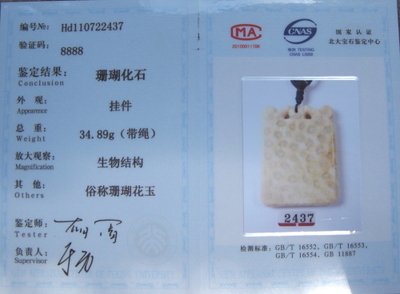 编号No: Hd110722437
验证码: 8888
鉴定结果: 珊瑚化石
Conclusion
外 观: 挂件
Appearence
总 重: 34.89g(带绳)
Weight
放大观察: 生物结构
Magnification
其 他: 俗称珊瑚花玉
Others
鉴定师:
Tester
负责人:
Supervisor
MA
CNAS
国家认证
北大宝石鉴定中心
2437
检测标准: GB/T 16552, GB/T 16553,
GB/T 16554, GB 11887